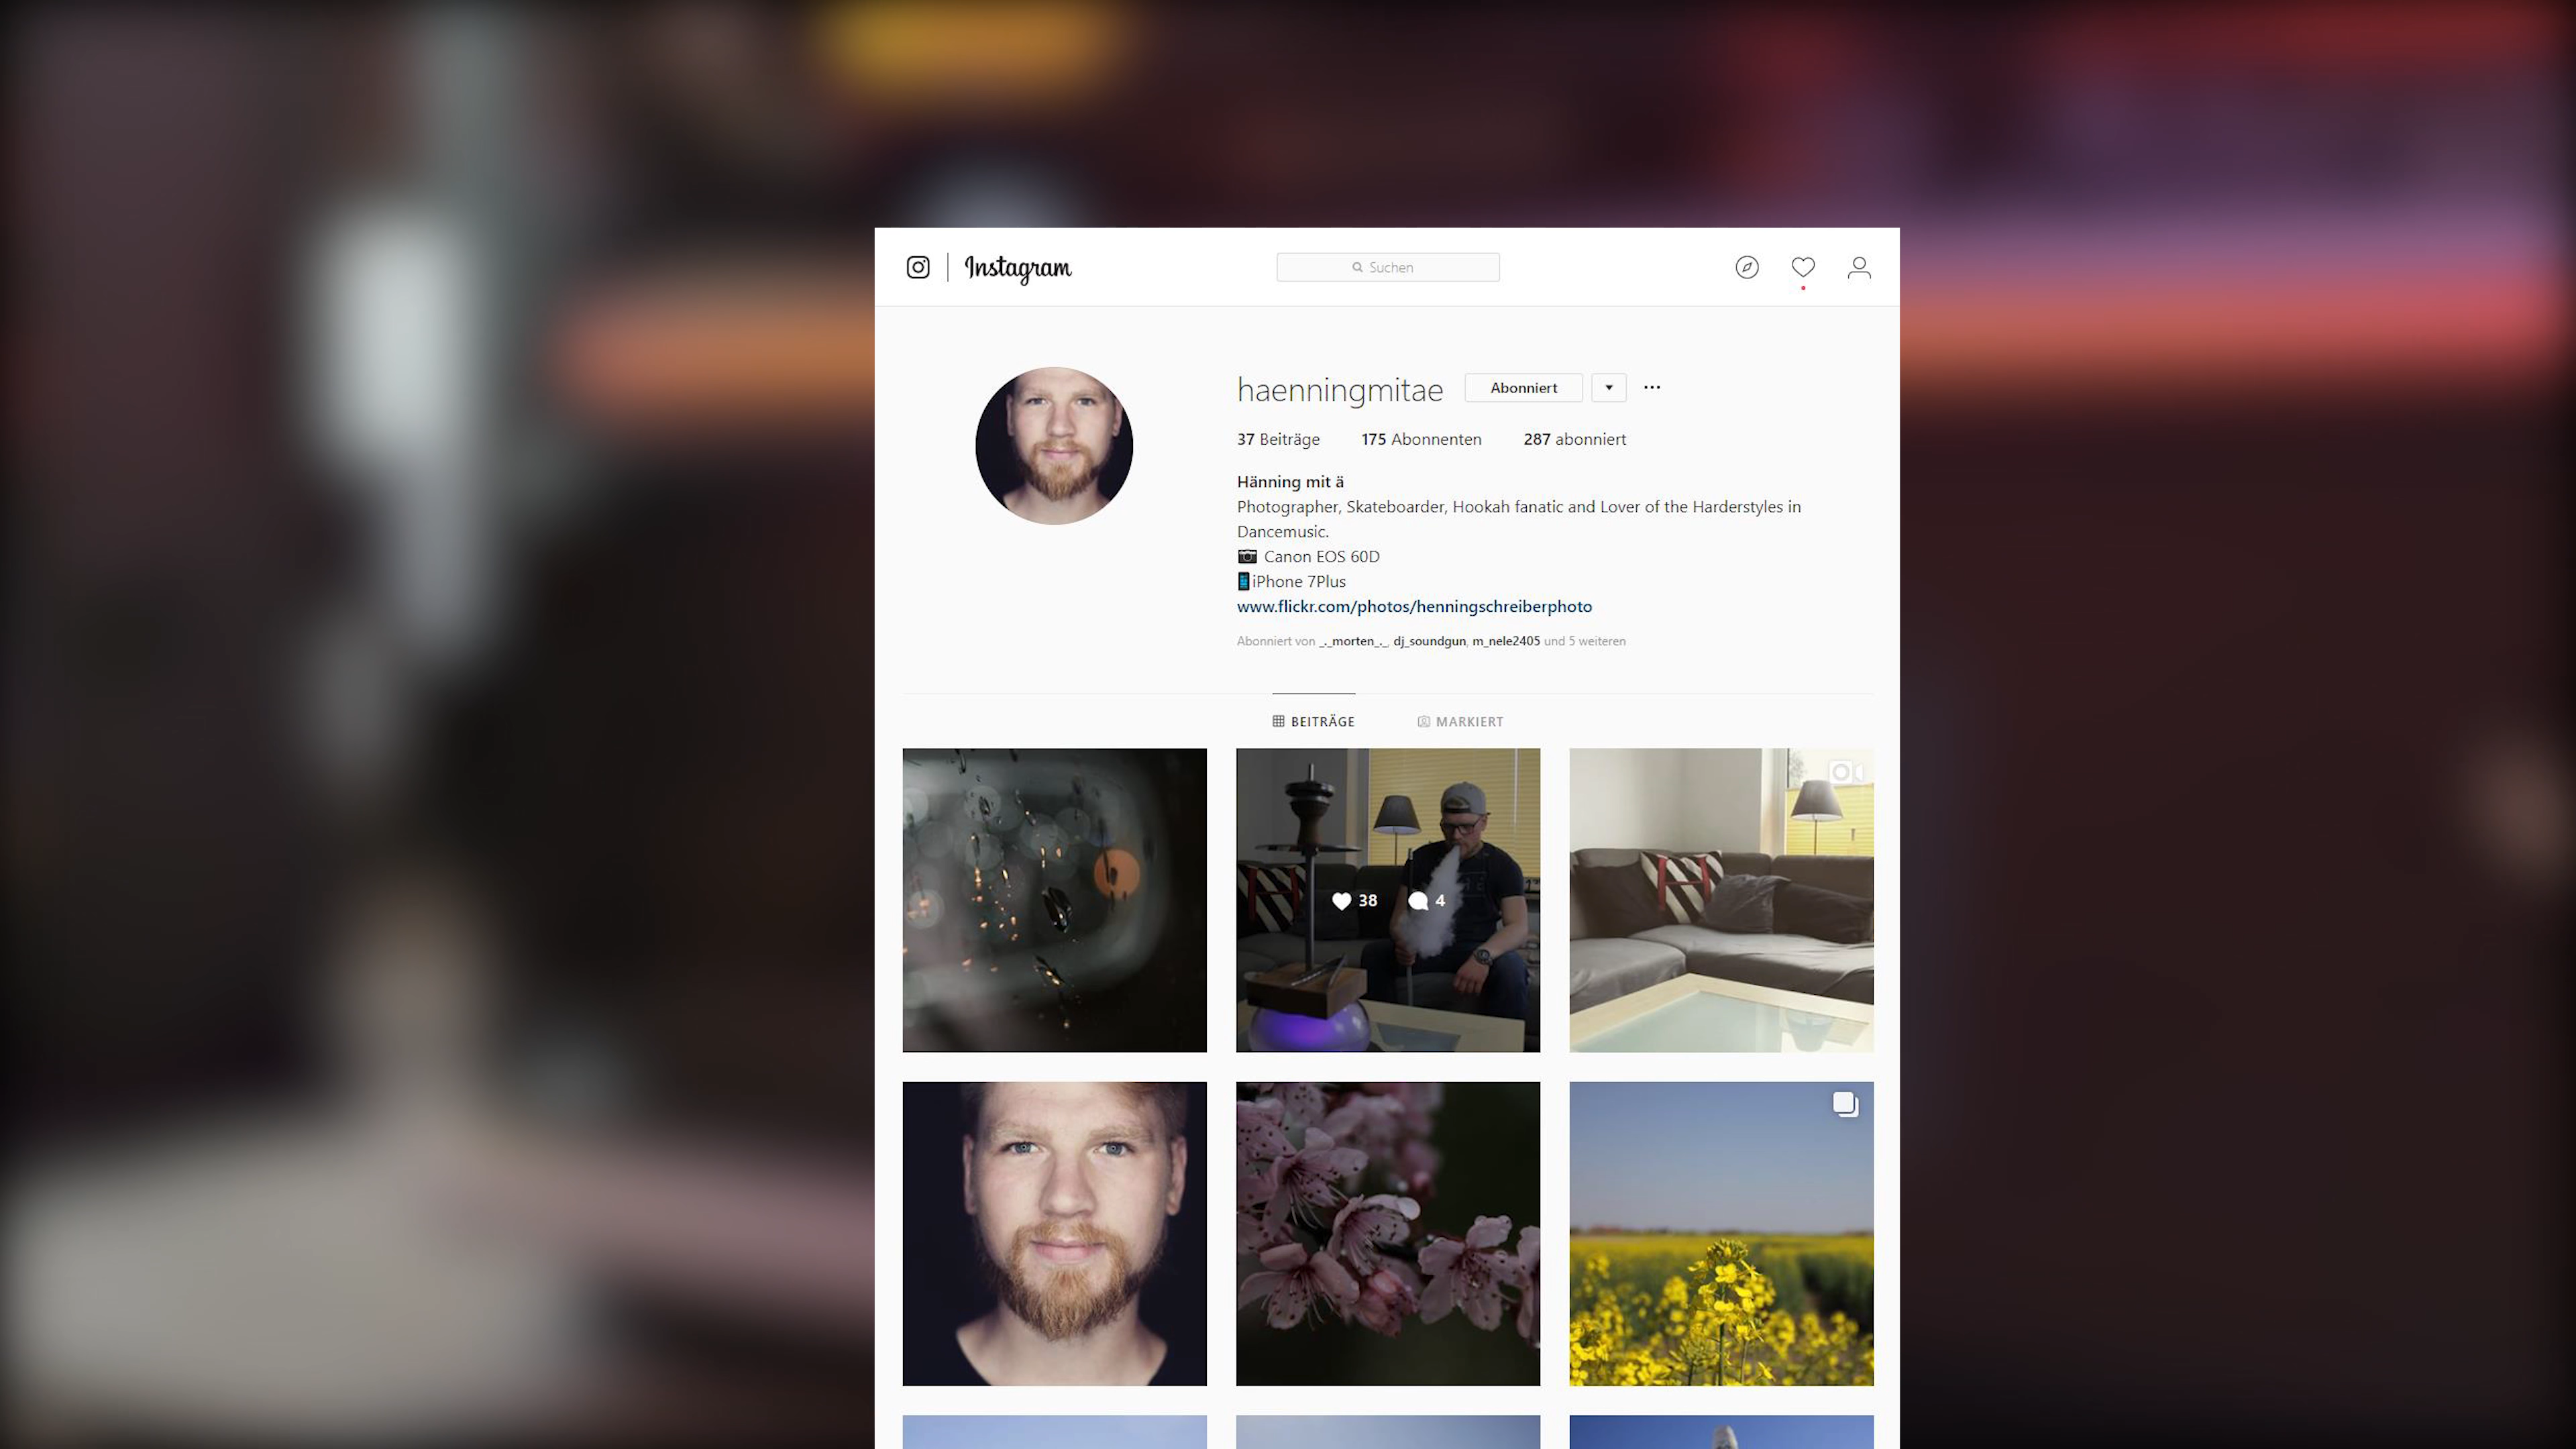 Instagram
Suchen
haenningmitae Abonniert
37 Beiträge 175 Abonnenten 287 abonniert
Hänning mit ä
Photographer, Skateboarder, Hookah fanatic and Lover of the Harderstyles in
Dancemusic.
Canon EOS 60D
iPhone 7Plus
www.flickr.com/photos/henningschreiberphoto
Abonniert von _._morten_._, dj_soundgun, m_nele2405 und 5 weiteren
BEITRÄGE MARKIERT
38 4